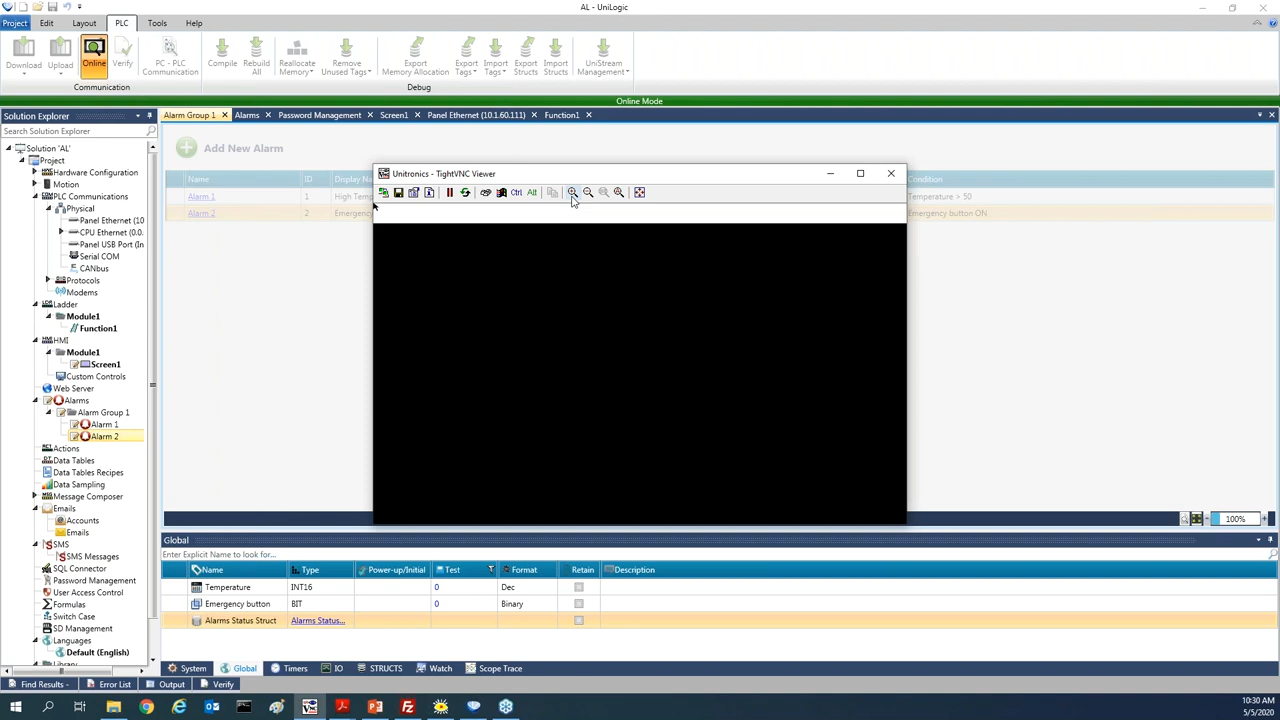 AL - UniLogic
Project Edit Layout PLC Tools Help
Download Upload Online Verify PC - PLC Communication Compile Rebuild All Reallocate Memory Remove Unused Tags Export Memory Allocation Export Tags Import Tags Export Structs Import Structs UniStream Management
Communication Debug
Online Mode
Solution Explorer
Alarm Group 1 Alarms Password Management Screen1 Panel Ethernet (10.1.60.111) Function1
Search Solution Explorer
Solution 'AL'
Project
Hardware Configuration
Motion
PLC Communications
Physical
Panel Ethernet (10
CPU Ethernet (0.0.
Panel USB Port (In
Serial COM
CANbus
Protocols
Modems
Ladder
Module1
Function1
HMI
Module1
Screen1
Custom Controls
Web Server
Alarms
Alarm Group 1
Alarm 1
Alarm 2
Actions
Data Tables
Data Tables Recipes
Data Sampling
Message Composer
Emails
Accounts
Emails
SMS
SMS Messages
SQL Connector
Password Management
User Access Control
Formulas
Switch Case
SD Management
Languages
Default (English)
Add New Alarm
Name ID Display Na Condition
Alarm 1 1 High Temp Temperature > 50
Alarm 2 2 Emergency Emergency button ON
Unitronics - TightVNC Viewer
Ctrl Alt
100%
Global
Enter Explicit Name to look for...
Name Type Power-up/Initial Test Format Retain Description
Temperature INT16 0 Dec
Emergency button BIT 0 Binary
Alarms Status Struct Alarms Status...
System Global Timers IO STRUCTS Watch Scope Trace
Find Results - Error List Output Verify
10:30 AM
5/5/2020